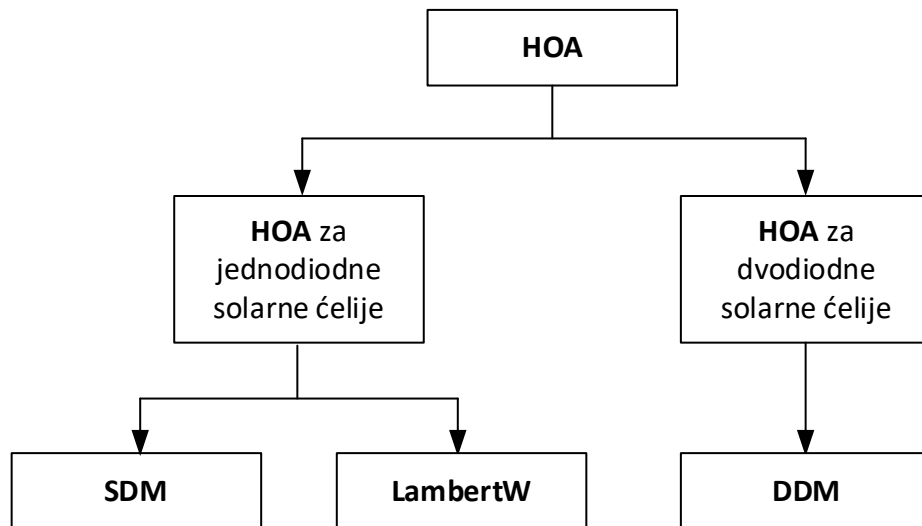 HOA
HOA za
jednodiodne
solarne ćelije
HOA za
dvodiodne
solarne ćelije
SDM
LambertW
DDM